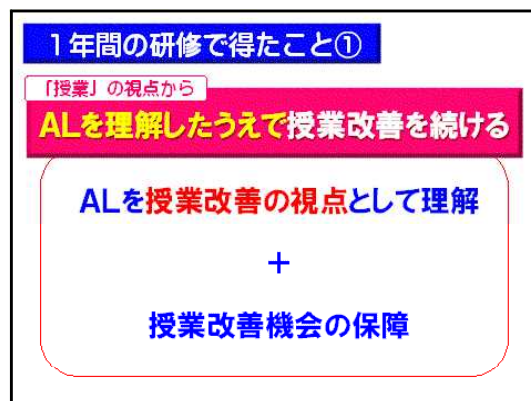 1年間の研修で得たこと①
「授業」の視点から
ALを理解したうえで授業改善を続ける
ALを授業改善の視点として理解
+
授業改善機会の保障